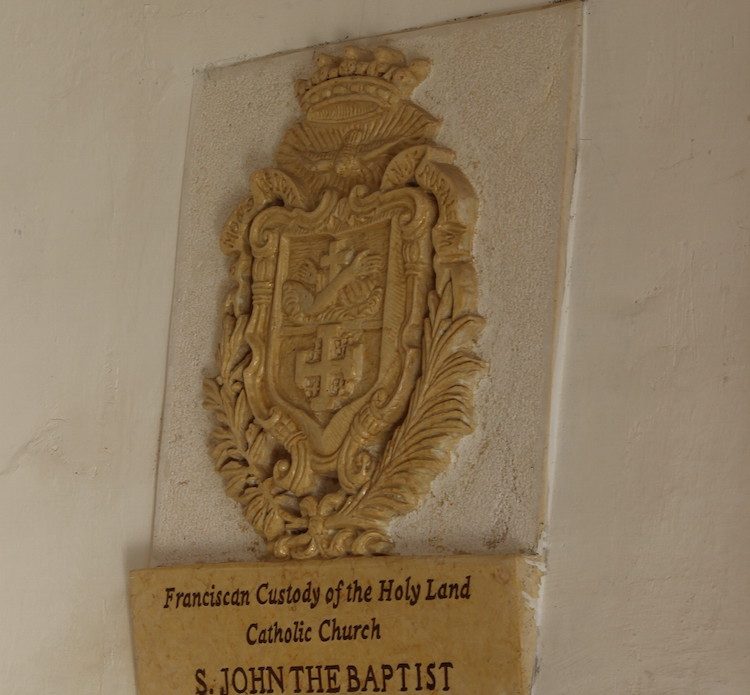 Franciscan Custody of the Holy Land
Catholic Church
S. JOHN THE BAPTIST